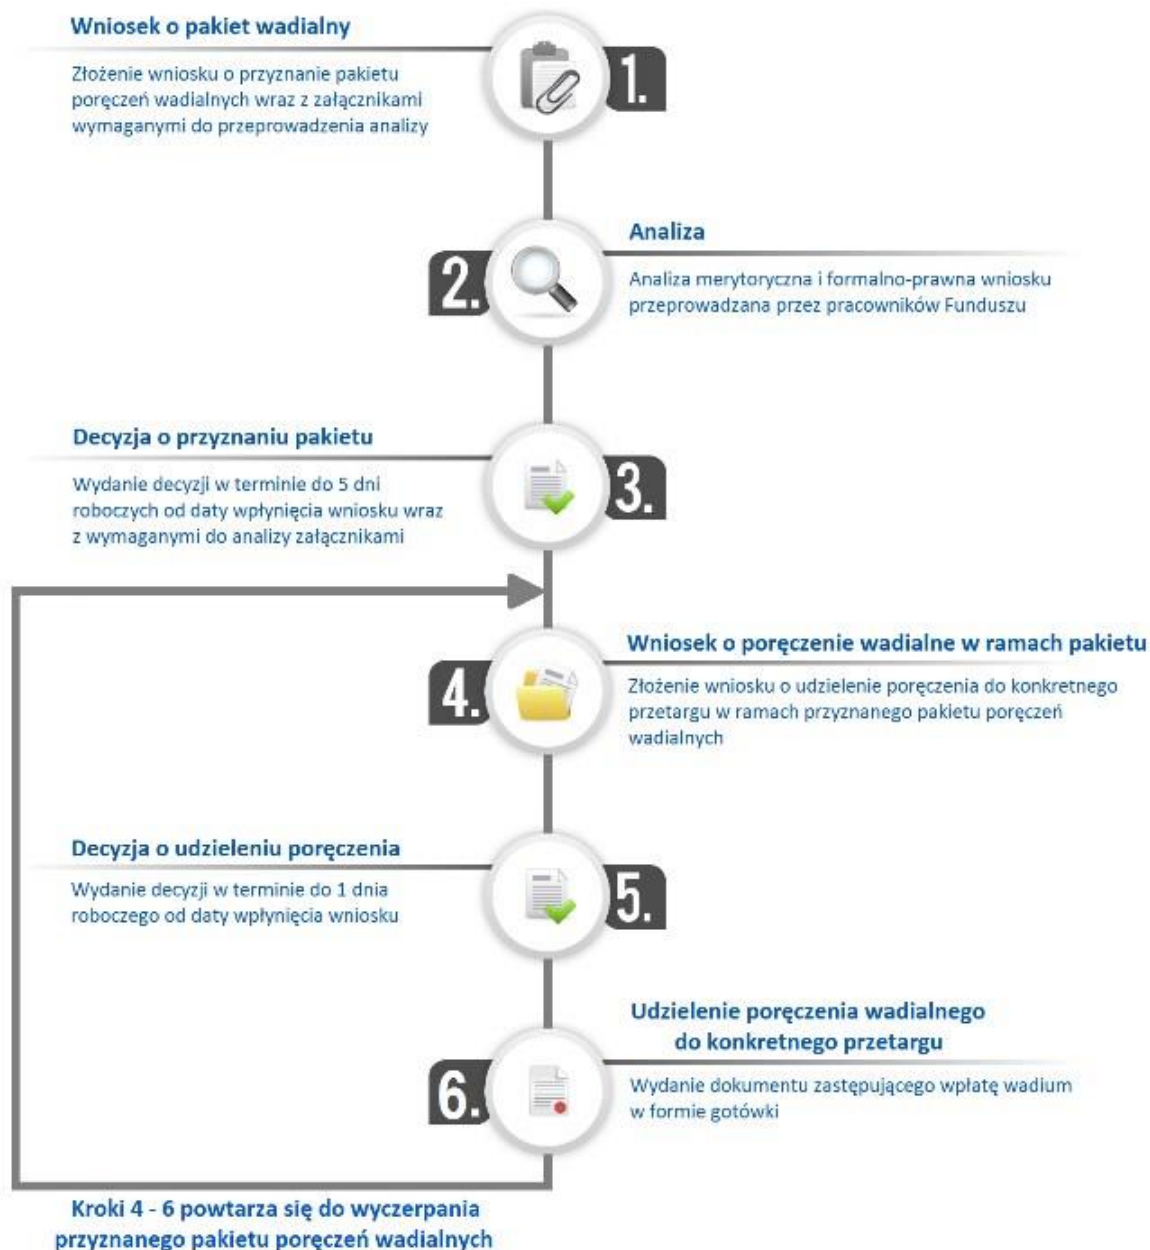 Wniosek o pakiet wadialny
1.
Złożenie wniosku o przyznanie pakietu
poręczeń wadialnych wraz z załącznikami
wymaganymi do przeprowadzenia analizy
Analiza
2.
Analiza merytoryczna i formalno-prawna wniosku
przeprowadzana przez pracowników Funduszu
Decyzja o przyznaniu pakietu
3.
Wydanie decyzji w terminie do 5 dni
roboczych od daty wpłynięcia wniosku wraz
z wymaganymi do analizy załącznikami
Wniosek o poręczenie wadialne w ramach pakietu
4.
Złożenie wniosku o udzielenie poręczenia do konkretnego
przetargu w ramach przyznanego pakietu poręczeń
wadialnych
Decyzja o udzieleniu poręczenia
5.
Wydanie decyzji w terminie do 1 dnia
roboczego od daty wpłynięcia wniosku
Udzielenie poręczenia wadialnego
do konkretnego przetargu
6.
Wydanie dokumentu zastępującego wpłatę wadium
w formie gotówki
Kroki 4 - 6 powtarza się do wyczerpania
przyznanego pakietu poręczeń wadialnych